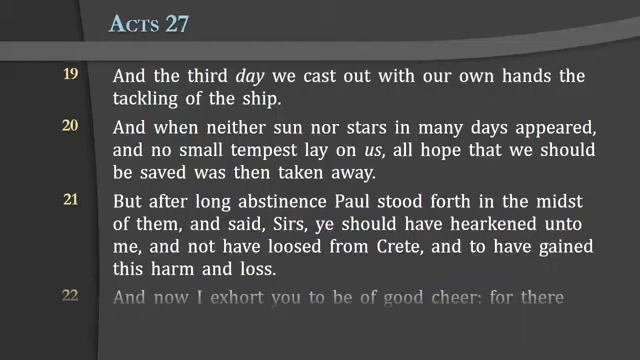 ACTS 27
19 And the third day we cast out with our own hands the
tackling of the ship.
20 And when neither sun nor stars in many days appeared,
and no small tempest lay on us, all hope that we should
be saved was then taken away.
21 But after long abstinence Paul stood forth in the midst
of them, and said, Sirs, ye should have hearkened unto
me, and not have loosed from Crete, and to have gained
this harm and loss.
22 And now I exhort you to be of good cheer: for there